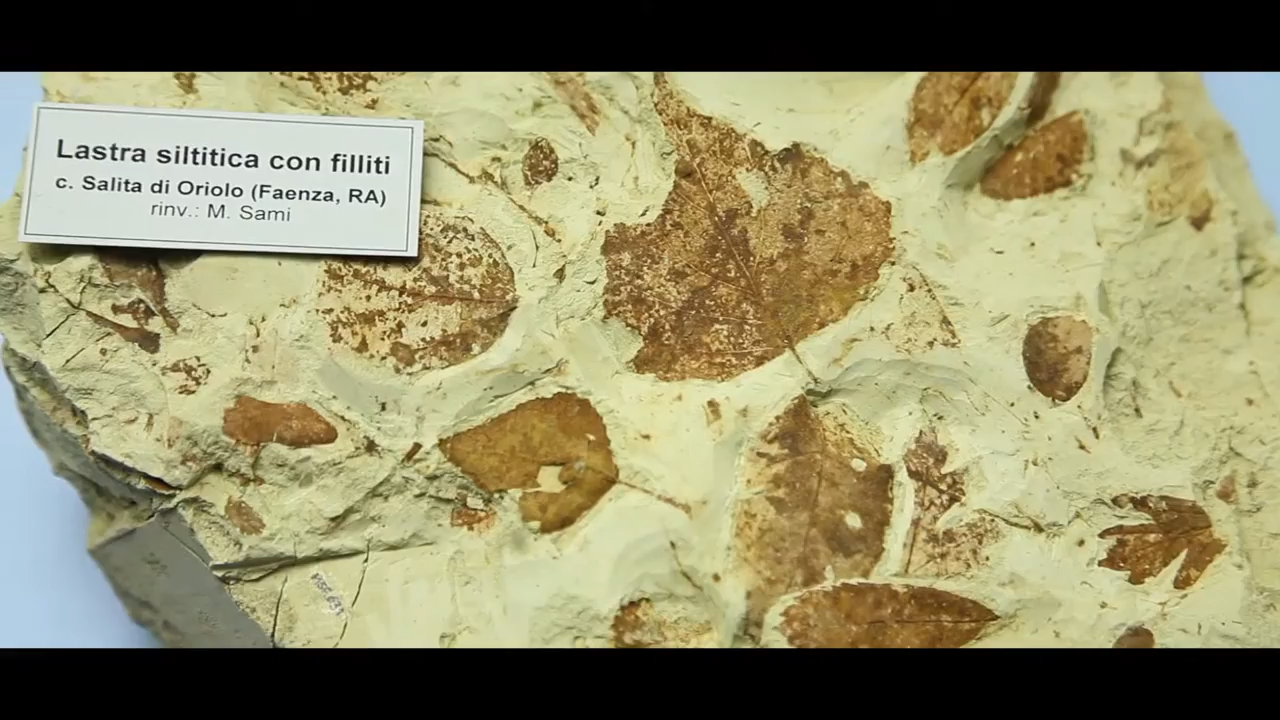 Lastra siltitica con filliti
c. Salita di Oriolo (Faenza, RA)
rinv.: M. Sami